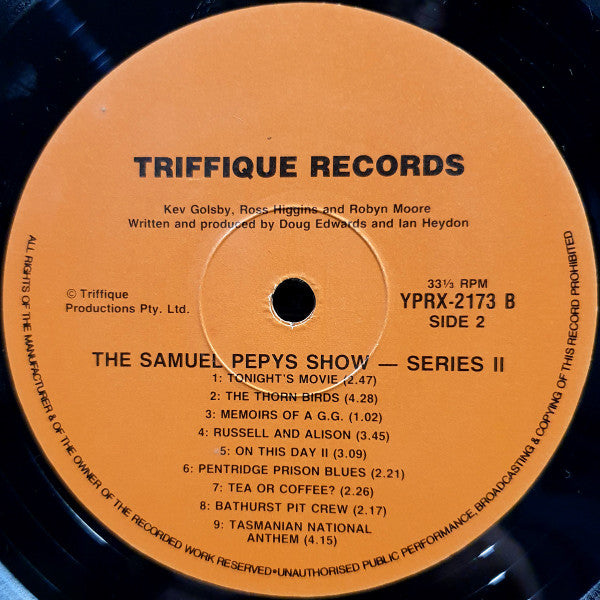 TRIFFIQUE RECORDS
Kev Golsby, Ross Higgins and Robyn Moore
Written and produced by Doug Edwards and Ian Heydon
© Triffique
Productions Pty. Ltd.
33⅓ RPM
YPRX-2173 B
SIDE 2
THE SAMUEL PEPYS SHOW — SERIES II
1: TONIGHT'S MOVIE (2.47)
2: THE THORN BIRDS (4.28)
3: MEMOIRS OF A G.G. (1.02)
4: RUSSELL AND ALISON (3.45)
5: ON THIS DAY II (3.09)
6: PENTRIDGE PRISON BLUES (2.21)
7: TEA OR COFFEE? (2.26)
8: BATHURST PIT CREW (2.17)
9: TASMANIAN NATIONAL
ANTHEM (4.15)
ALL RIGHTS OF THE MANUFACTURER & OF THE OWNER OF THE RECORDED WORK RESERVED•UNAUTHORISED PUBLIC PERFORMANCE, BROADCASTING & COPYING OF THIS RECORD PROHIBITED